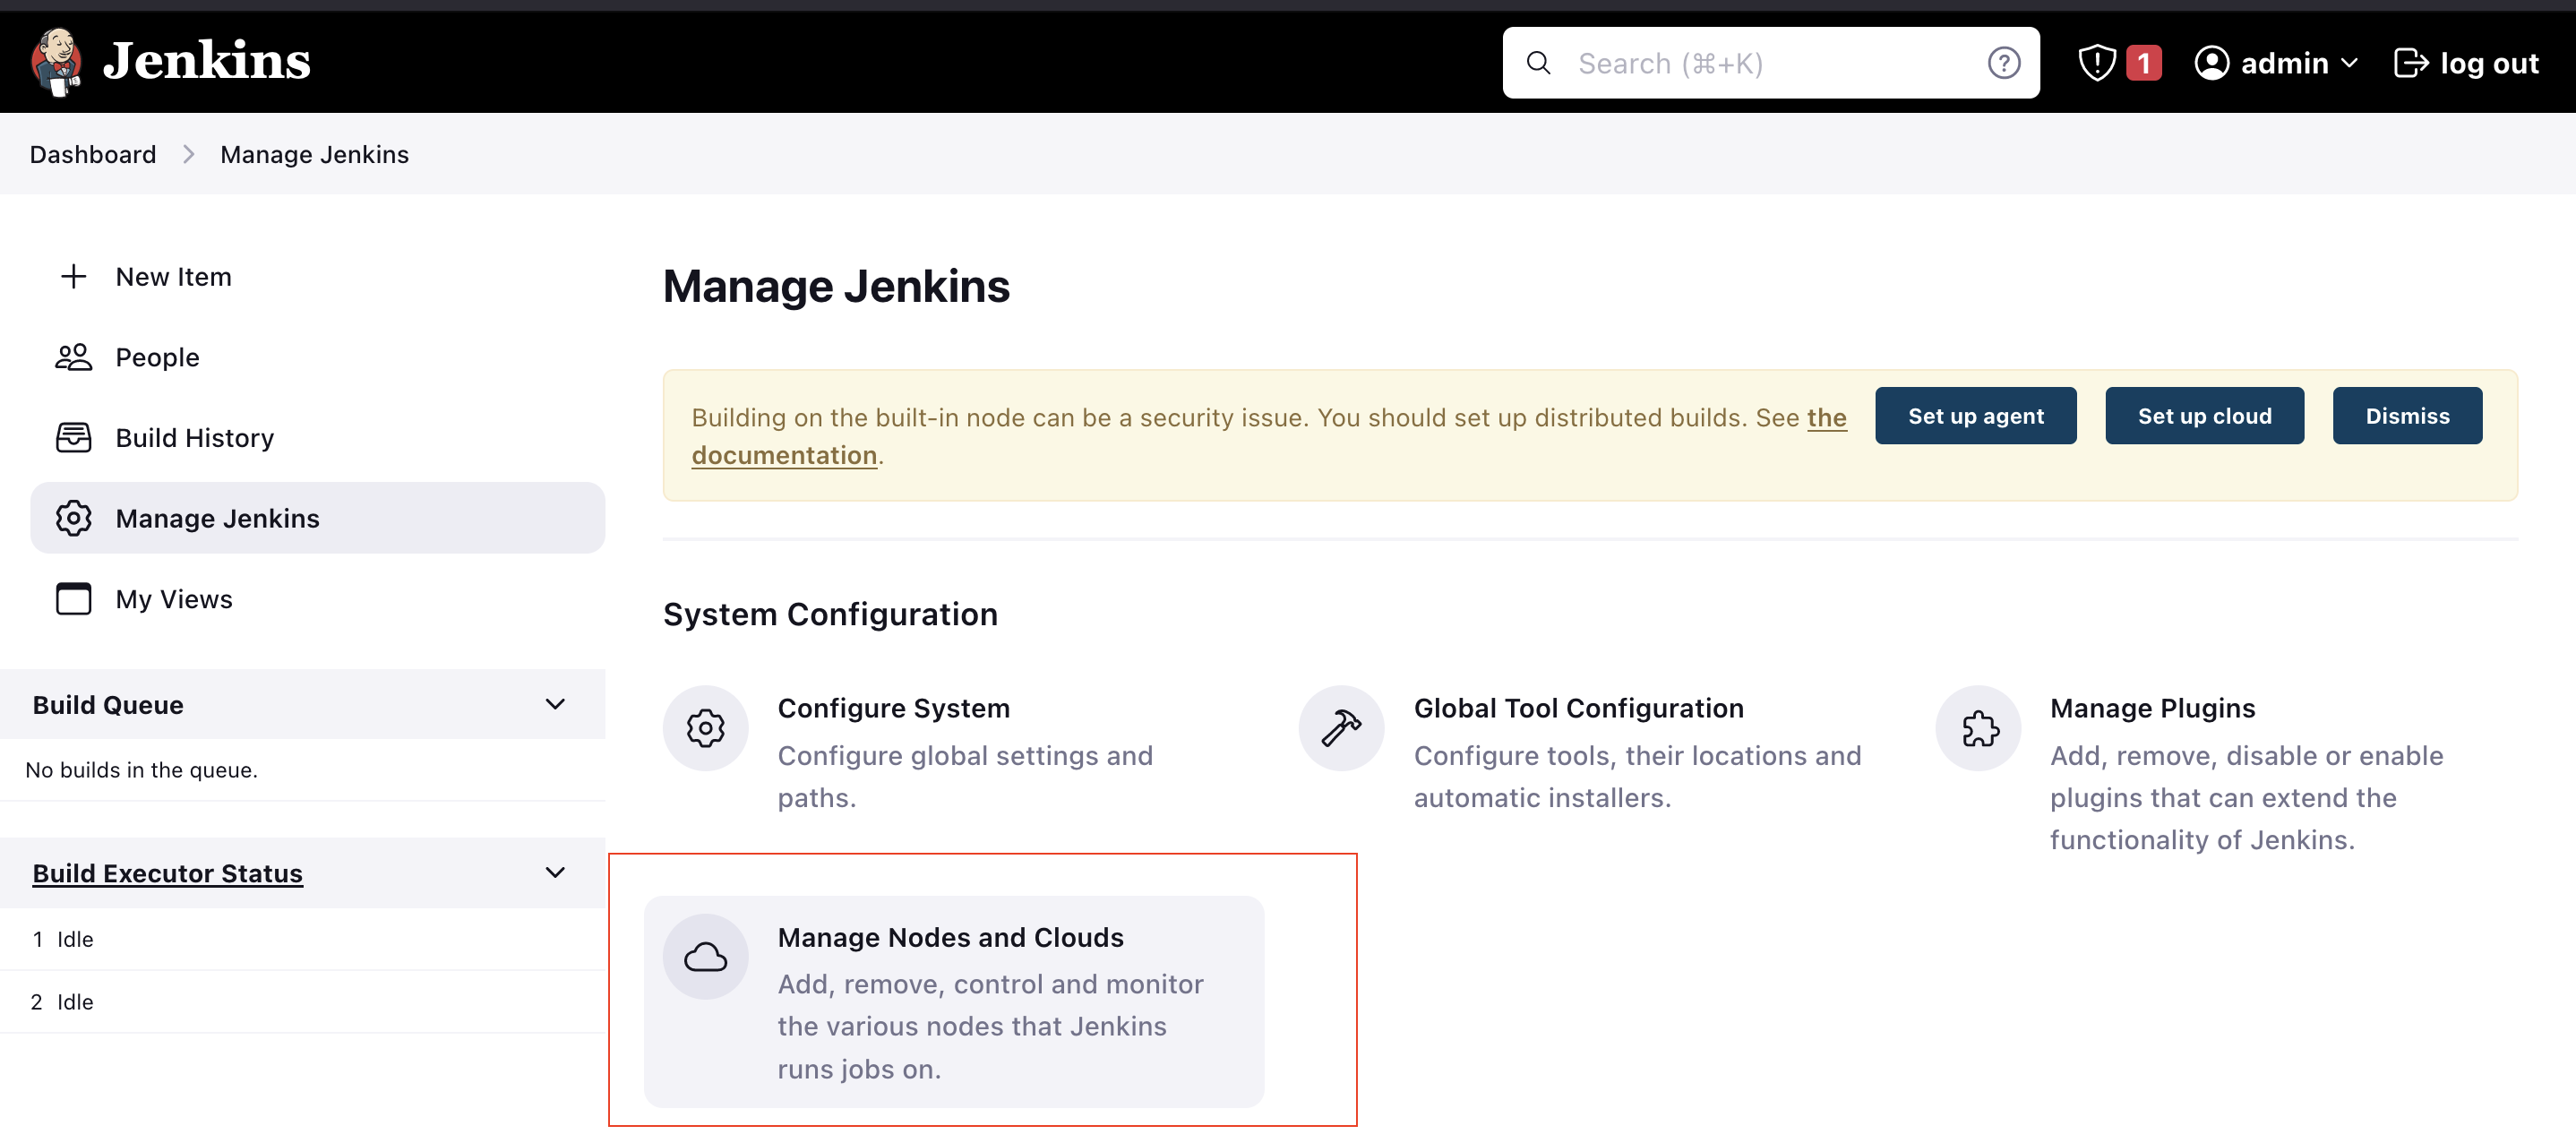 Jenkins
Search (⌘+K)
1
admin
log out
Dashboard
Manage Jenkins
New Item
People
Build History
Manage Jenkins
My Views
Build Queue
No builds in the queue.
Build Executor Status
1 Idle
2 Idle
Manage Jenkins
Building on the built-in node can be a security issue. You should set up distributed builds. See the
documentation.
Set up agent
Set up cloud
Dismiss
System Configuration
Configure System
Configure global settings and
paths.
Global Tool Configuration
Configure tools, their locations and
automatic installers.
Manage Plugins
Add, remove, disable or enable
plugins that can extend the
functionality of Jenkins.
Manage Nodes and Clouds
Add, remove, control and monitor
the various nodes that Jenkins
runs jobs on.